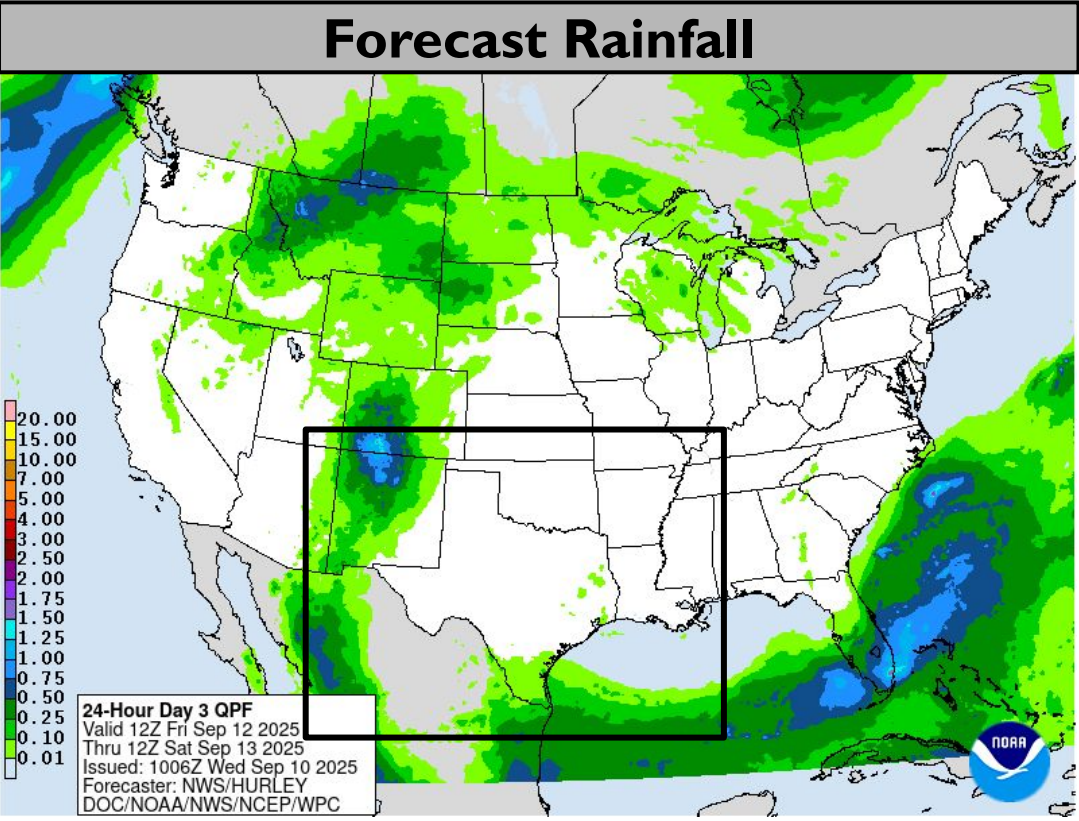 Forecast Rainfall
20.00
15.00
10.00
7.00
5.00
4.00
3.00
2.50
2.00
1.75
1.50
1.25
1.00
0.75
0.50
0.25
0.10
0.01
24-Hour Day 3 QPF
Valid 12Z Fri Sep 12 2025
Thru 12Z Sat Sep 13 2025
Issued: 1006Z Wed Sep 10 2025
Forecaster: NWS/HURLEY
DOC/NOAA/NWS/NCEP/WPC
NOAA